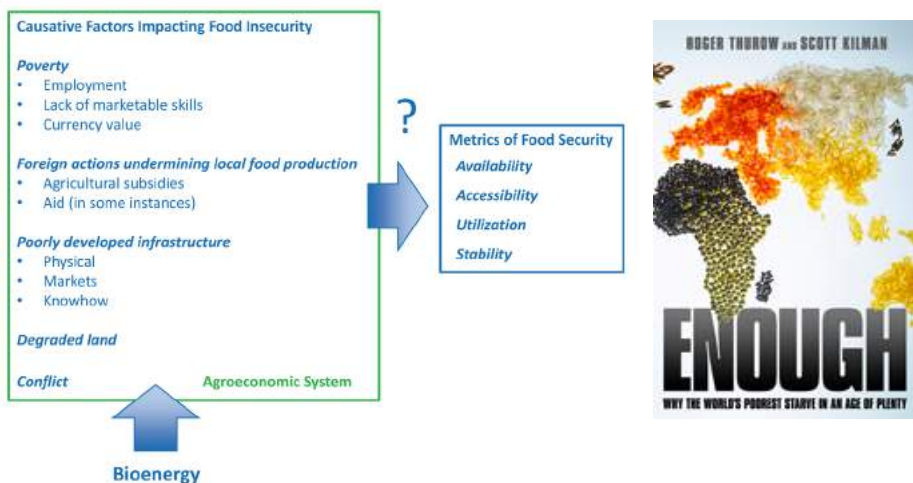 Causative Factors Impacting Food Insecurity
Poverty
• Employment
• Lack of marketable skills
• Currency value
Foreign actions undermining local food production
• Agricultural subsidies
• Aid (in some instances)
Poorly developed infrastructure
• Physical
• Markets
• Knowhow
Degraded land
Conflict
Agroeconomic System
Bioenergy
?
Metrics of Food Security
Availability
Accessibility
Utilization
Stability
ROGER THUROW AND SCOTT KILMAN
ENOUGH
WHY THE WORLD'S POOREST STARVE IN AN AGE OF PLENTY